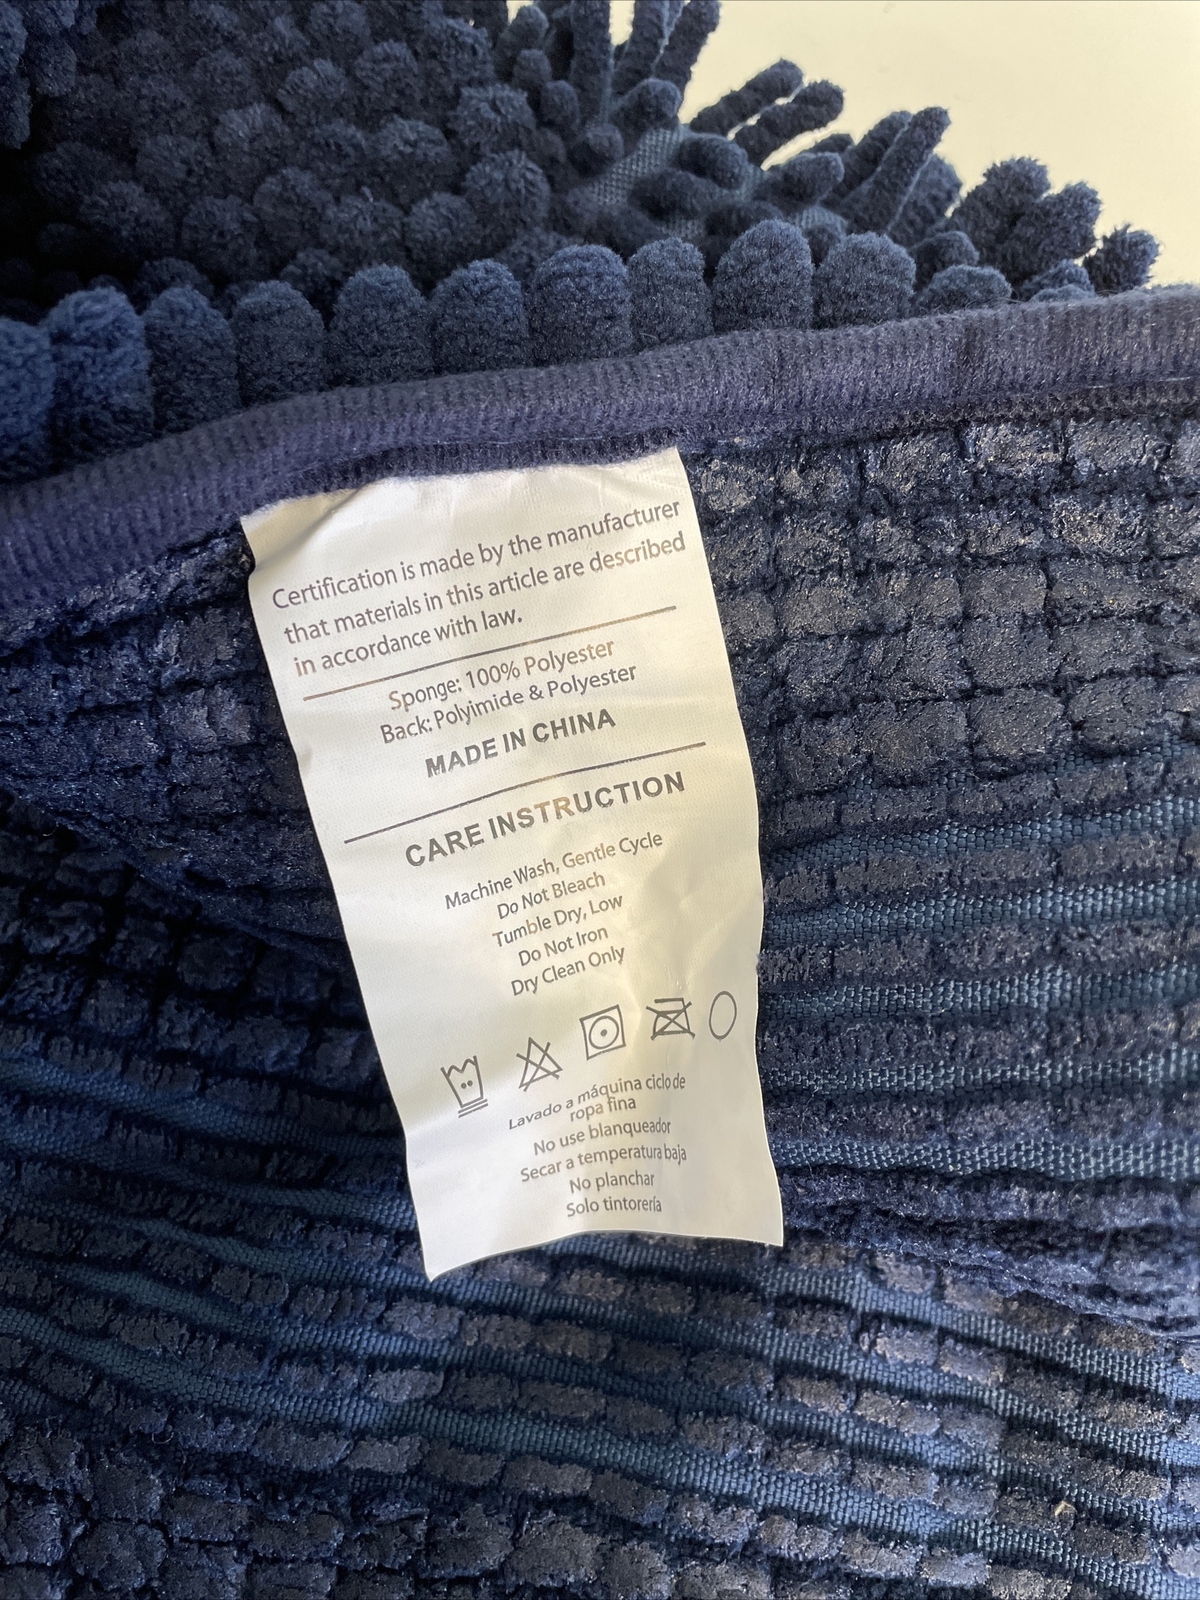 Certification is made by the manufacturer
that materials in this article are described
in accordance with law.
Sponge: 100% Polyester
Back: Polyimide & Polyester
MADE IN CHINA
CARE INSTRUCTION
Machine Wash, Gentle Cycle
Do Not Bleach
Tumble Dry, Low
Do Not Iron
Dry Clean Only
Lavado a máquina ciclo de
ropa fina
No use blanqueador
Secar a temperatura baja
No planchar
Solo tintorería